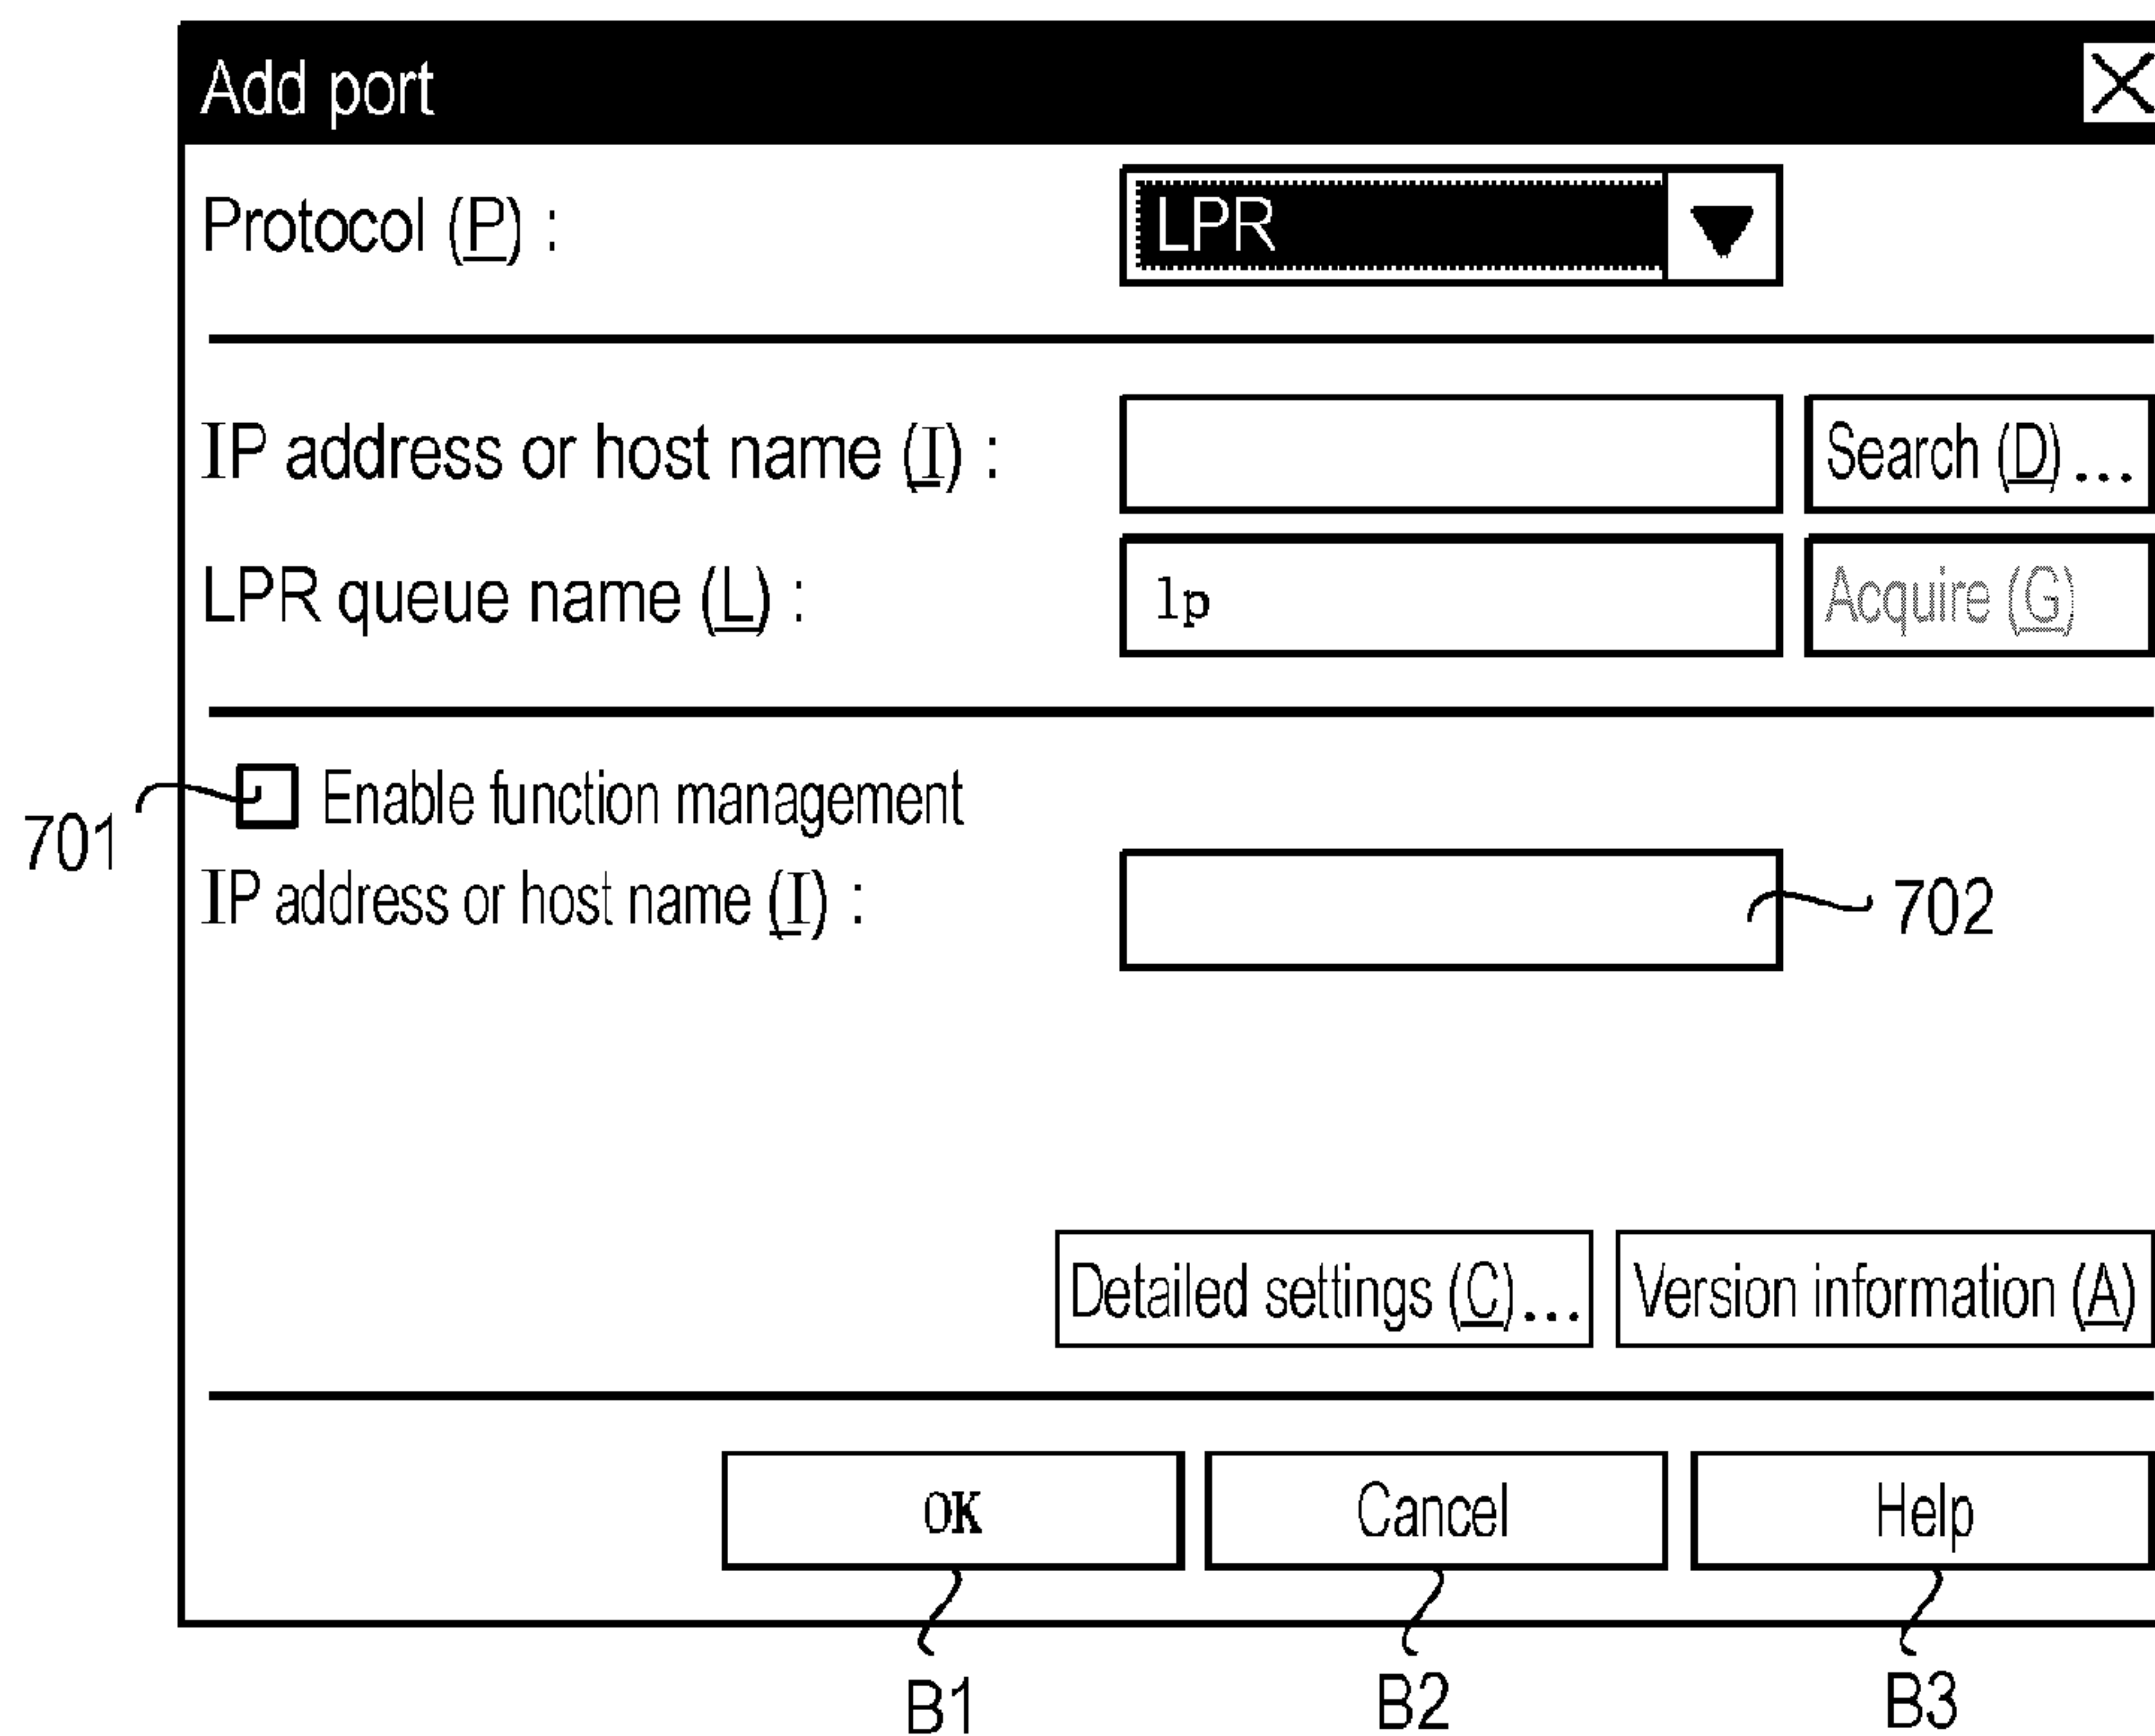 Add port
Protocol (P) : LPR
IP address or host name (I) : Search (D)...
LPR queue name (L) : lp Acquire (G)
701 Enable function management
IP address or host name (I) : 702
Detailed settings (C)... Version information (A)
OK Cancel Help
B1 B2 B3